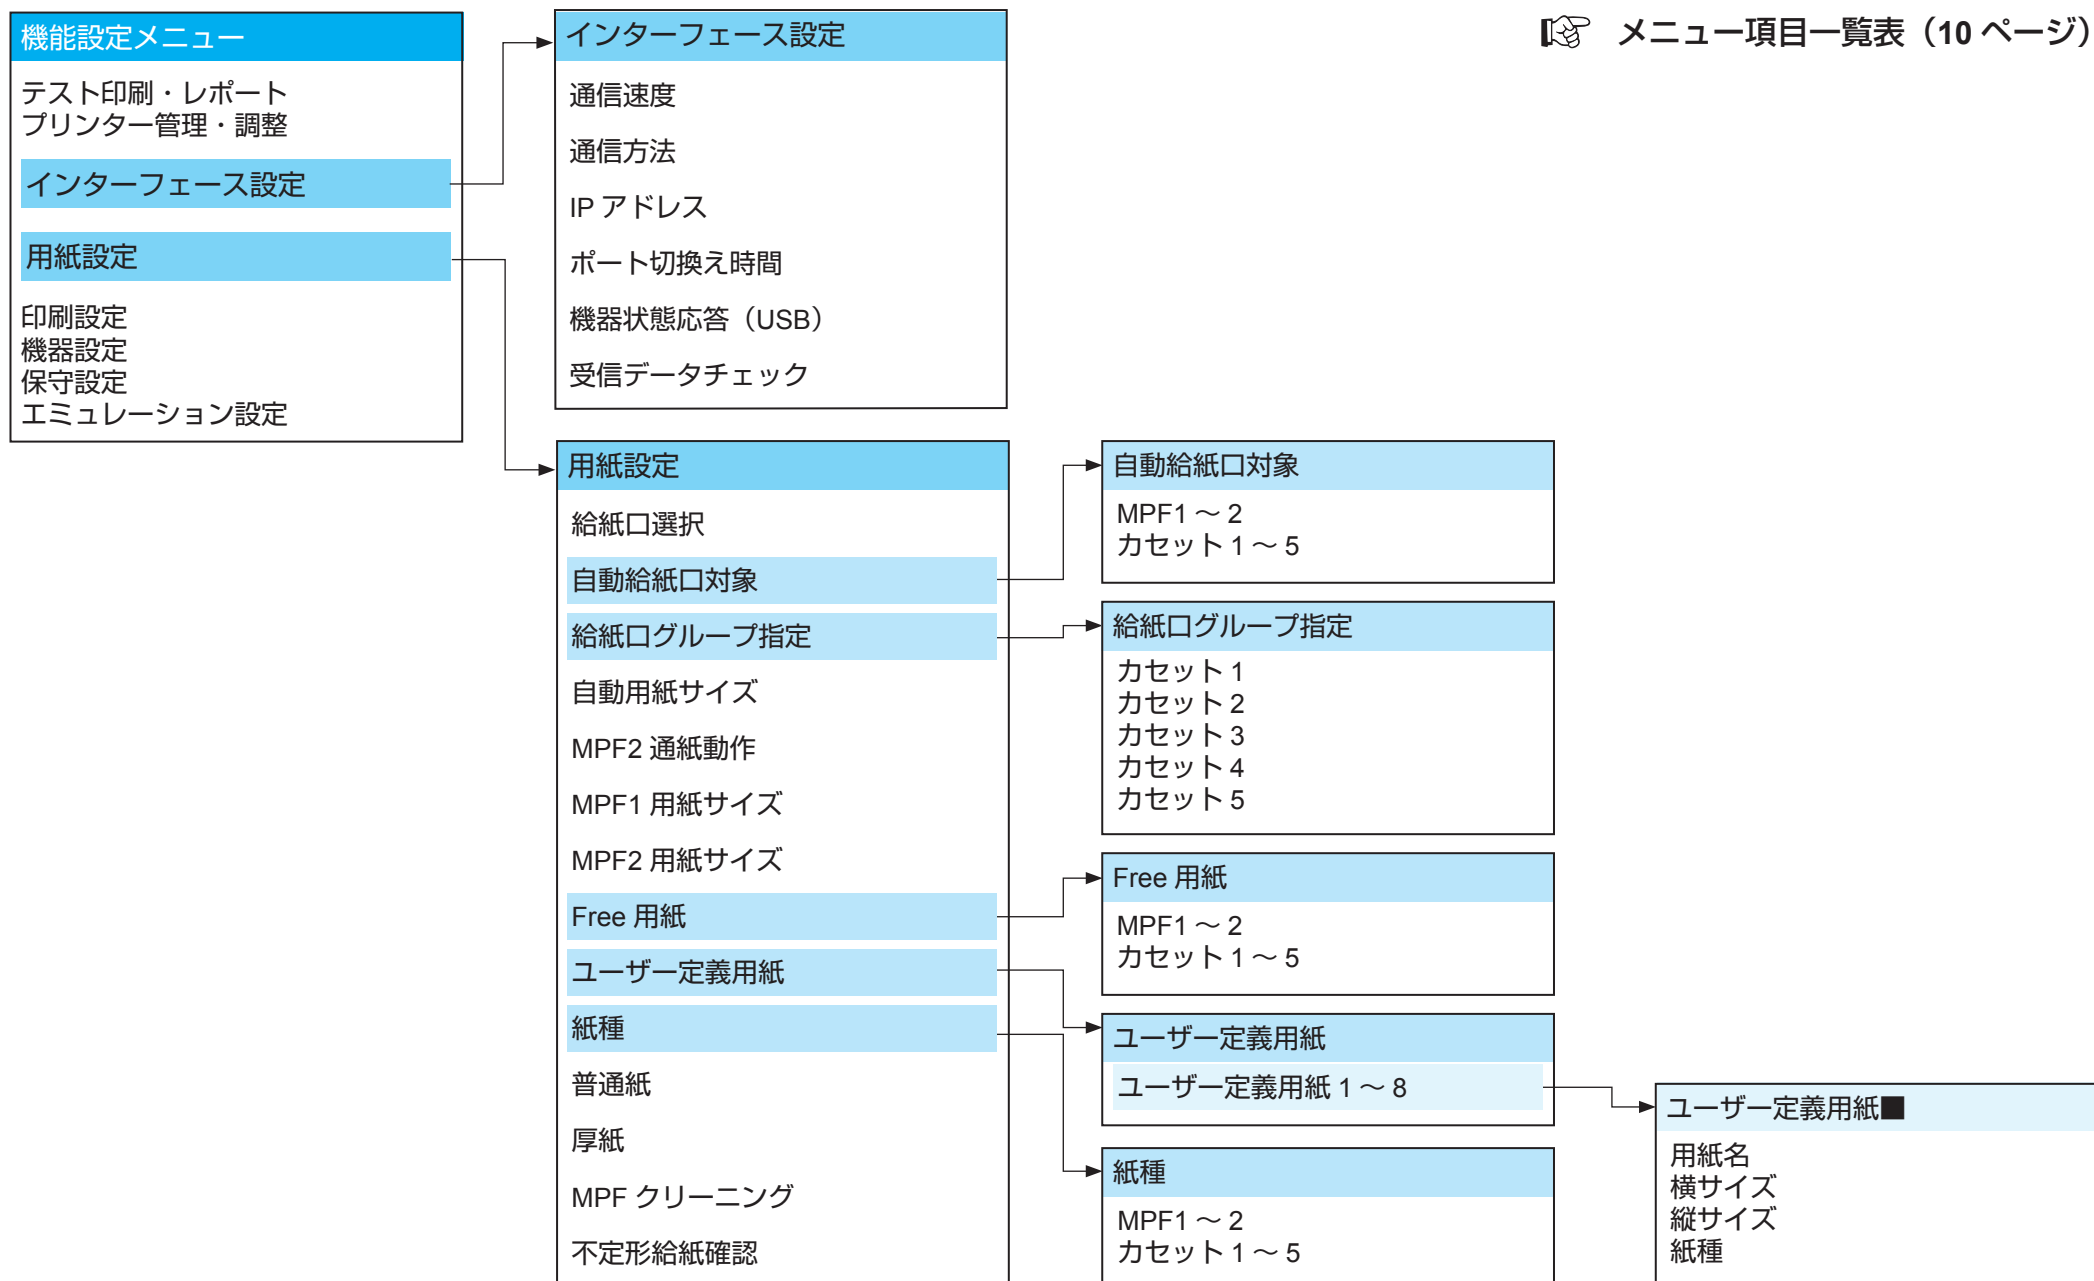 機能設定メニュー
テスト印刷・レポート
プリンター管理・調整
インターフェース設定
用紙設定
印刷設定
機器設定
保守設定
エミュレーション設定
インターフェース設定
通信速度
通信方法
IP アドレス
ポート切換え時間
機器状態応答（USB）
受信データチェック
メニュー項目一覧表（10 ページ）
用紙設定
給紙口選択
自動給紙口対象
給紙口グループ指定
自動用紙サイズ
MPF2 通紙動作
MPF1 用紙サイズ
MPF2 用紙サイズ
Free 用紙
ユーザー定義用紙
紙種
普通紙
厚紙
MPF クリーニング
不定形給紙確認
自動給紙口対象
MPF1 ～ 2
カセット 1 ～ 5
給紙口グループ指定
カセット 1
カセット 2
カセット 3
カセット 4
カセット 5
Free 用紙
MPF1 ～ 2
カセット 1 ～ 5
ユーザー定義用紙
ユーザー定義用紙 1 ～ 8
紙種
MPF1 ～ 2
カセット 1 ～ 5
ユーザー定義用紙■
用紙名
横サイズ
縦サイズ
紙種